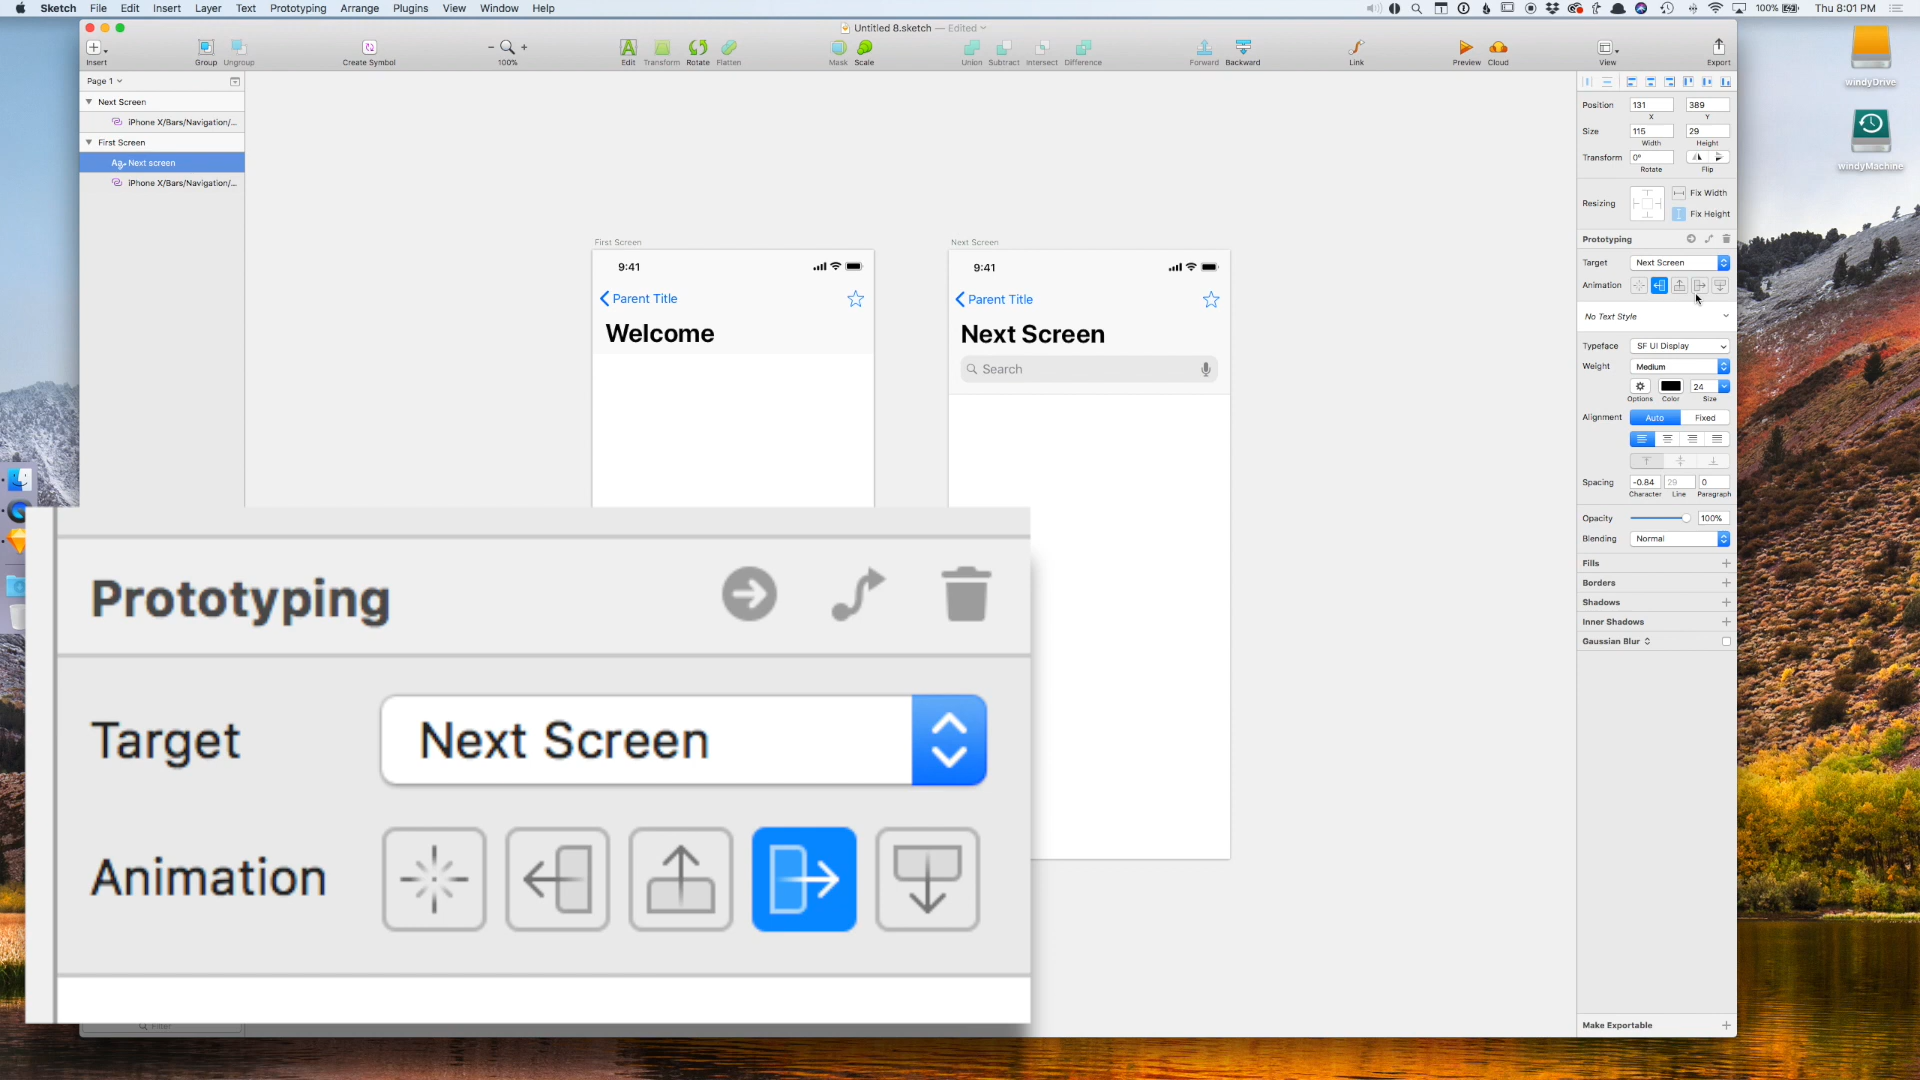 Sketch File Edit Insert Layer Text Prototyping Arrange Plugins View Window Help
100% Thu 8:01 PM
Untitled 8.sketch — Edited
Insert Group Ungroup Create Symbol 100% Edit Transform Rotate Flatten Mask Scale Union Subtract Intersect Difference Forward Backward Link Preview Cloud View Export
Page 1
Next Screen
iPhone X/Bars/Navigation/...
First Screen
Aa Next screen
iPhone X/Bars/Navigation/...
First Screen
9:41
Parent Title
Welcome
Next Screen
9:41
Parent Title
Next Screen
Search
Position 131 389
X Y
Size 115 29
Width Height
Transform 0°
Rotate Flip
Resizing Fix Width
Fix Height
Prototyping
Target Next Screen
Animation
No Text Style
Typeface SF UI Display
Weight Medium
24
Options Color Size
Alignment Auto Fixed
Spacing -0.84 29 0
Character Line Paragraph
Opacity 100%
Blending Normal
Fills
Borders
Shadows
Inner Shadows
Gaussian Blur
Make Exportable
windyDrive
windyMachine
Prototyping
Target Next Screen
Animation
Filter